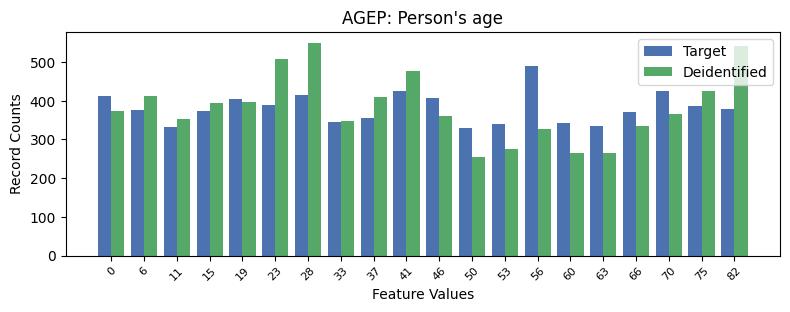 AGEP: Person's age
Target
Deidentified
Record Counts
500
400
300
200
100
0
0 6 11 15 19 23 28 33 37 41 46 50 53 56 60 63 66 70 75 82
Feature Values